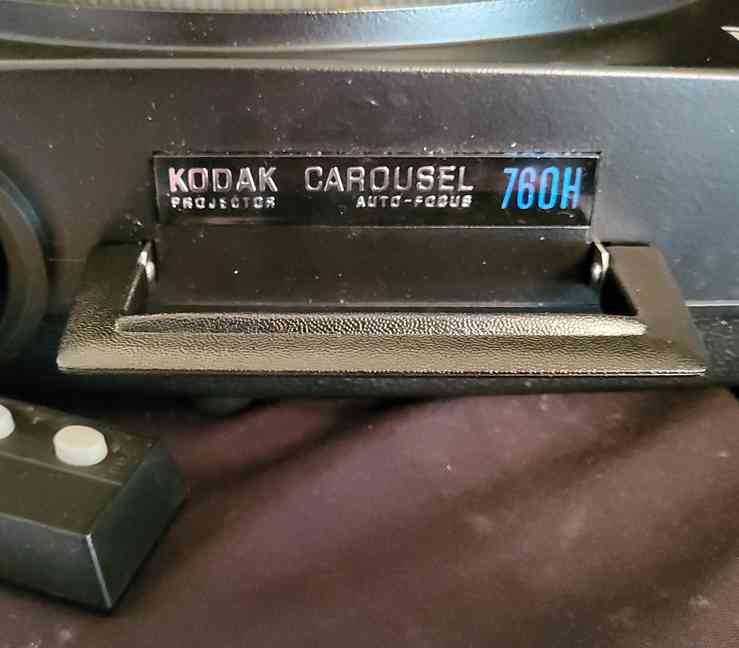 KODAK CAROUSEL 760H
PROJECTOR AUTO-FOCUS